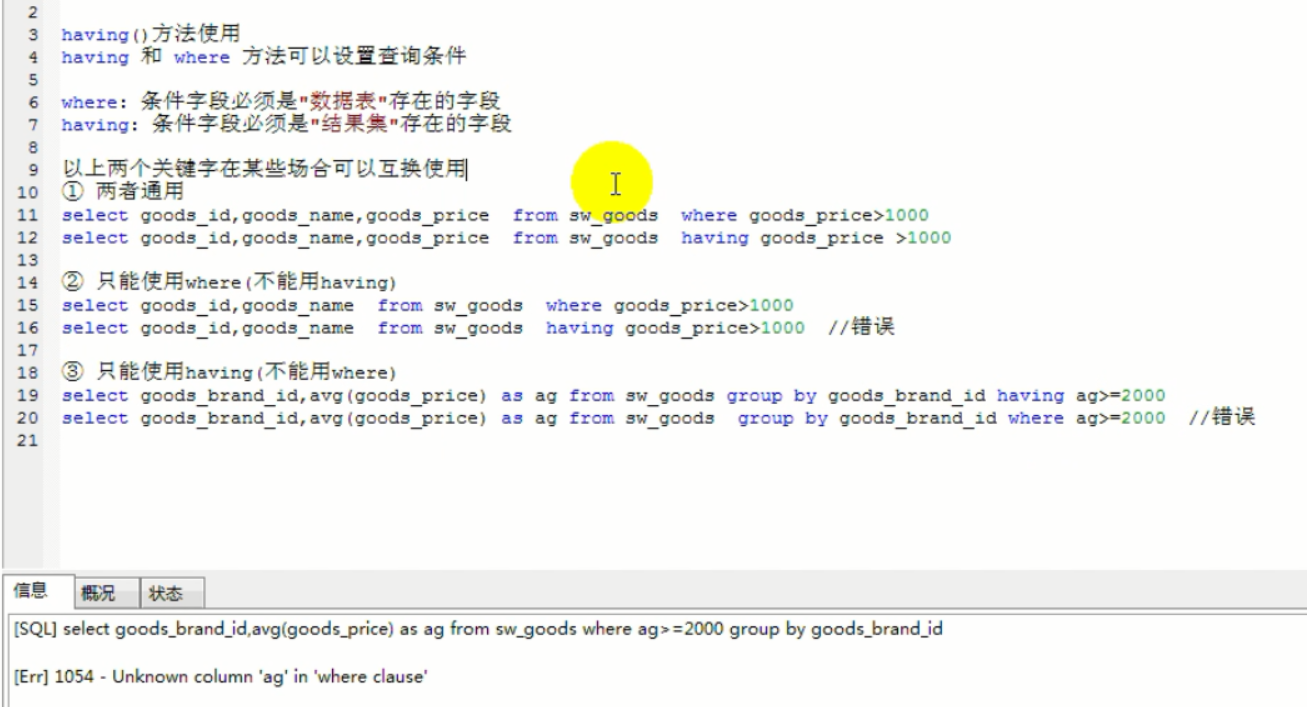 2
3 having()方法使用
4 having 和 where 方法可以设置查询条件
5
6 where: 条件字段必须是"数据表"存在的字段
7 having: 条件字段必须是"结果集"存在的字段
8
9 以上两个关键字在某些场合可以互换使用
10 ① 两者通用
11 select goods_id,goods_name,goods_price from sw_goods where goods_price>1000
12 select goods_id,goods_name,goods_price from sw_goods having goods_price >1000
13
14 ② 只能使用where(不能用having)
15 select goods_id,goods_name from sw_goods where goods_price>1000
16 select goods_id,goods_name from sw_goods having goods_price>1000 //错误
17
18 ③ 只能使用having(不能用where)
19 select goods_brand_id,avg(goods_price) as ag from sw_goods group by goods_brand_id having ag>=2000
20 select goods_brand_id,avg(goods_price) as ag from sw_goods group by goods_brand_id where ag>=2000 //错误
21
信息 概况 状态
[SQL] select goods_brand_id,avg(goods_price) as ag from sw_goods where ag>=2000 group by goods_brand_id
[Err] 1054 - Unknown column 'ag' in 'where clause'